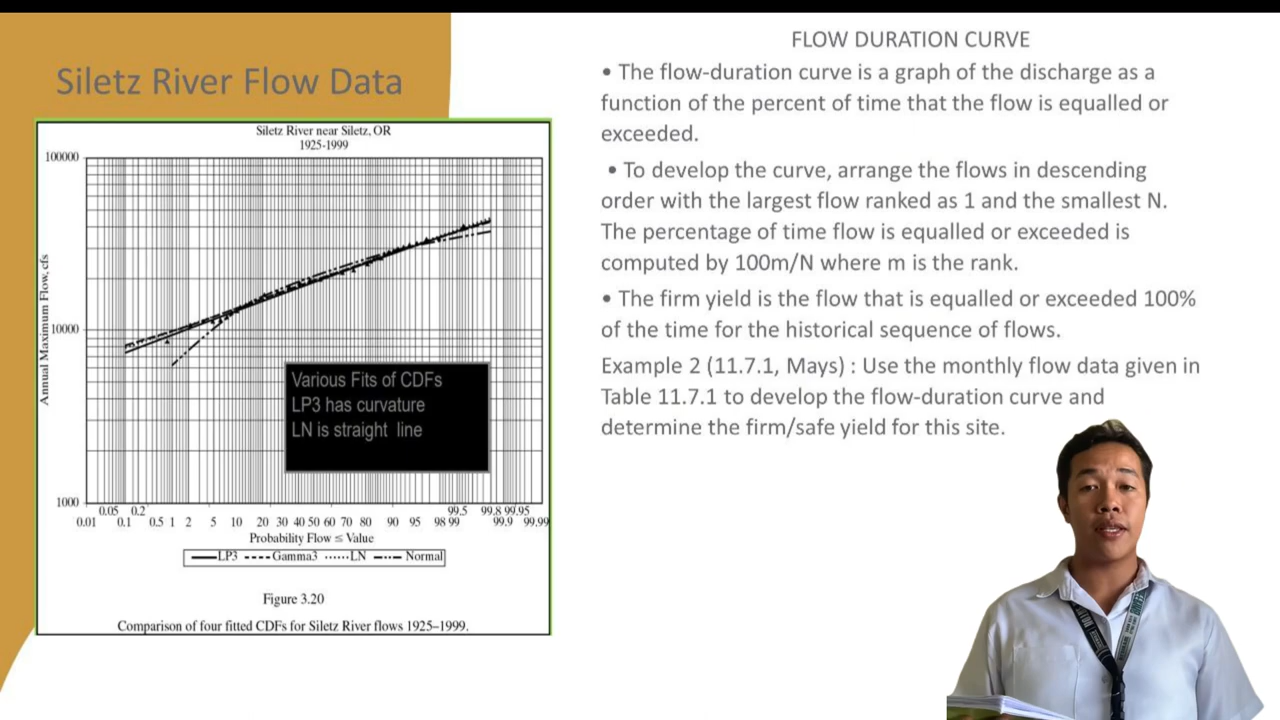 Siletz River Flow Data
Siletz River near Siletz, OR
1925-1999
100000
10000
1000
Annual Maximum Flow, cfs
Various Fits of CDFs
LP3 has curvature
LN is straight line
0.05 0.2 99.5 99.8 99.95
0.01 0.1 0.5 1 2 5 10 20 30 40 50 60 70 80 90 95 98 99 99.9 99.99
Probability Flow ≤ Value
LP3 Gamma3 LN Normal
Figure 3.20
Comparison of four fitted CDFs for Siletz River flows 1925–1999.
FLOW DURATION CURVE
• The flow-duration curve is a graph of the discharge as a
function of the percent of time that the flow is equalled or
exceeded.
• To develop the curve, arrange the flows in descending
order with the largest flow ranked as 1 and the smallest N.
The percentage of time flow is equalled or exceeded is
computed by 100m/N where m is the rank.
• The firm yield is the flow that is equalled or exceeded 100%
of the time for the historical sequence of flows.
Example 2 (11.7.1, Mays) : Use the monthly flow data given in
Table 11.7.1 to develop the flow-duration curve and
determine the firm/safe yield for this site.